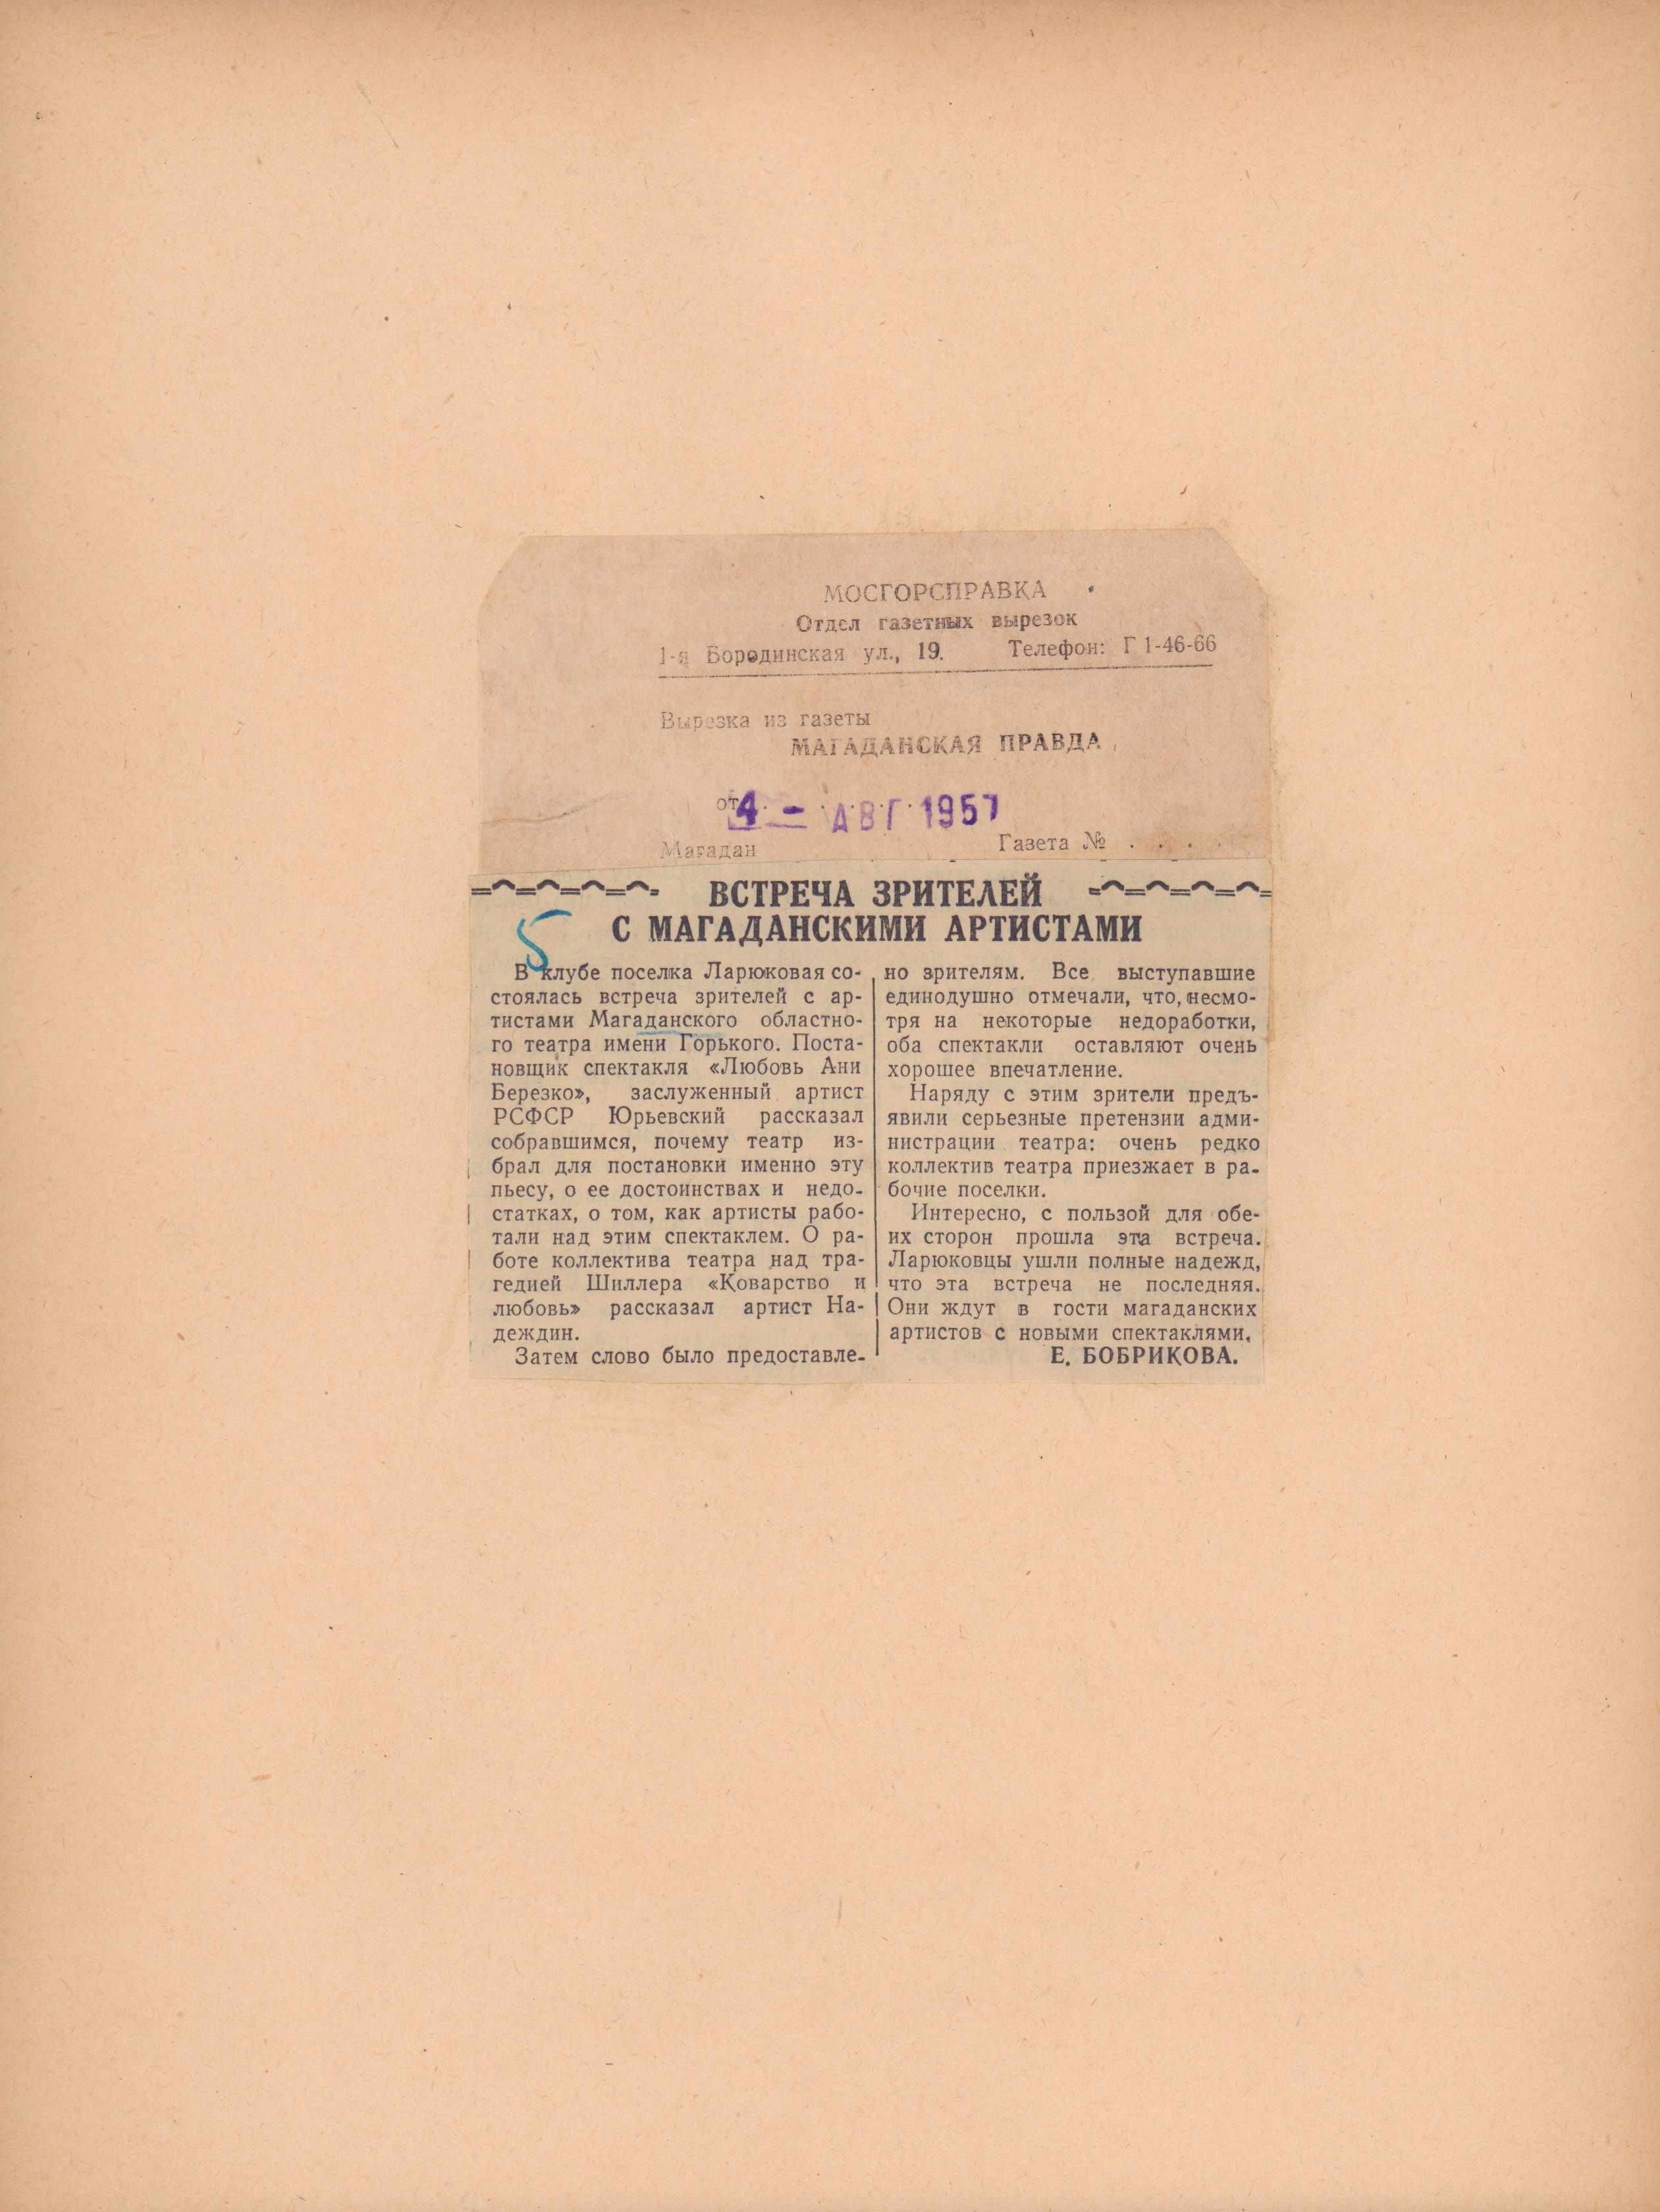 МОСГОРСПРАВКА
Отдел газетных вырезок
1-я Бородинская ул., 19. Телефон: Г 1-46-66
Вырезка из газеты
МАГАДАНСКАЯ ПРАВДА
от 4 - АВГ 1957
Магадан Газета № . . . .
ВСТРЕЧА ЗРИТЕЛЕЙ
С МАГАДАНСКИМИ АРТИСТАМИ
5
В клубе поселка Ларюковая со-
стоялась встреча зрителей с ар-
тистами Магаданского областно-
го театра имени Горького. Поста-
новщик спектакля «Любовь Ани
Березко», заслуженный артист
РСФСР Юрьевский рассказал
собравшимся, почему театр из-
брал для постановки именно эту
пьесу, о ее достоинствах и недо-
статках, о том, как артисты рабо-
тали над этим спектаклем. О ра-
боте коллектива театра над тра-
гедией Шиллера «Коварство и
любовь» рассказал артист На-
деждин.
Затем слово было предоставле-
но зрителям. Все выступавшие
единодушно отмечали, что, несмо-
тря на некоторые недоработки,
оба спектакли оставляют очень
хорошее впечатление.
Наряду с этим зрители предъ-
явили серьезные претензии адми-
нистрации театра: очень редко
коллектив театра приезжает в ра-
бочие поселки.
Интересно, с пользой для обе-
их сторон прошла эта встреча.
Ларюковцы ушли полные надежд,
что эта встреча не последняя.
Они ждут в гости магаданских
артистов с новыми спектаклями.
Е. БОБРИКОВА.